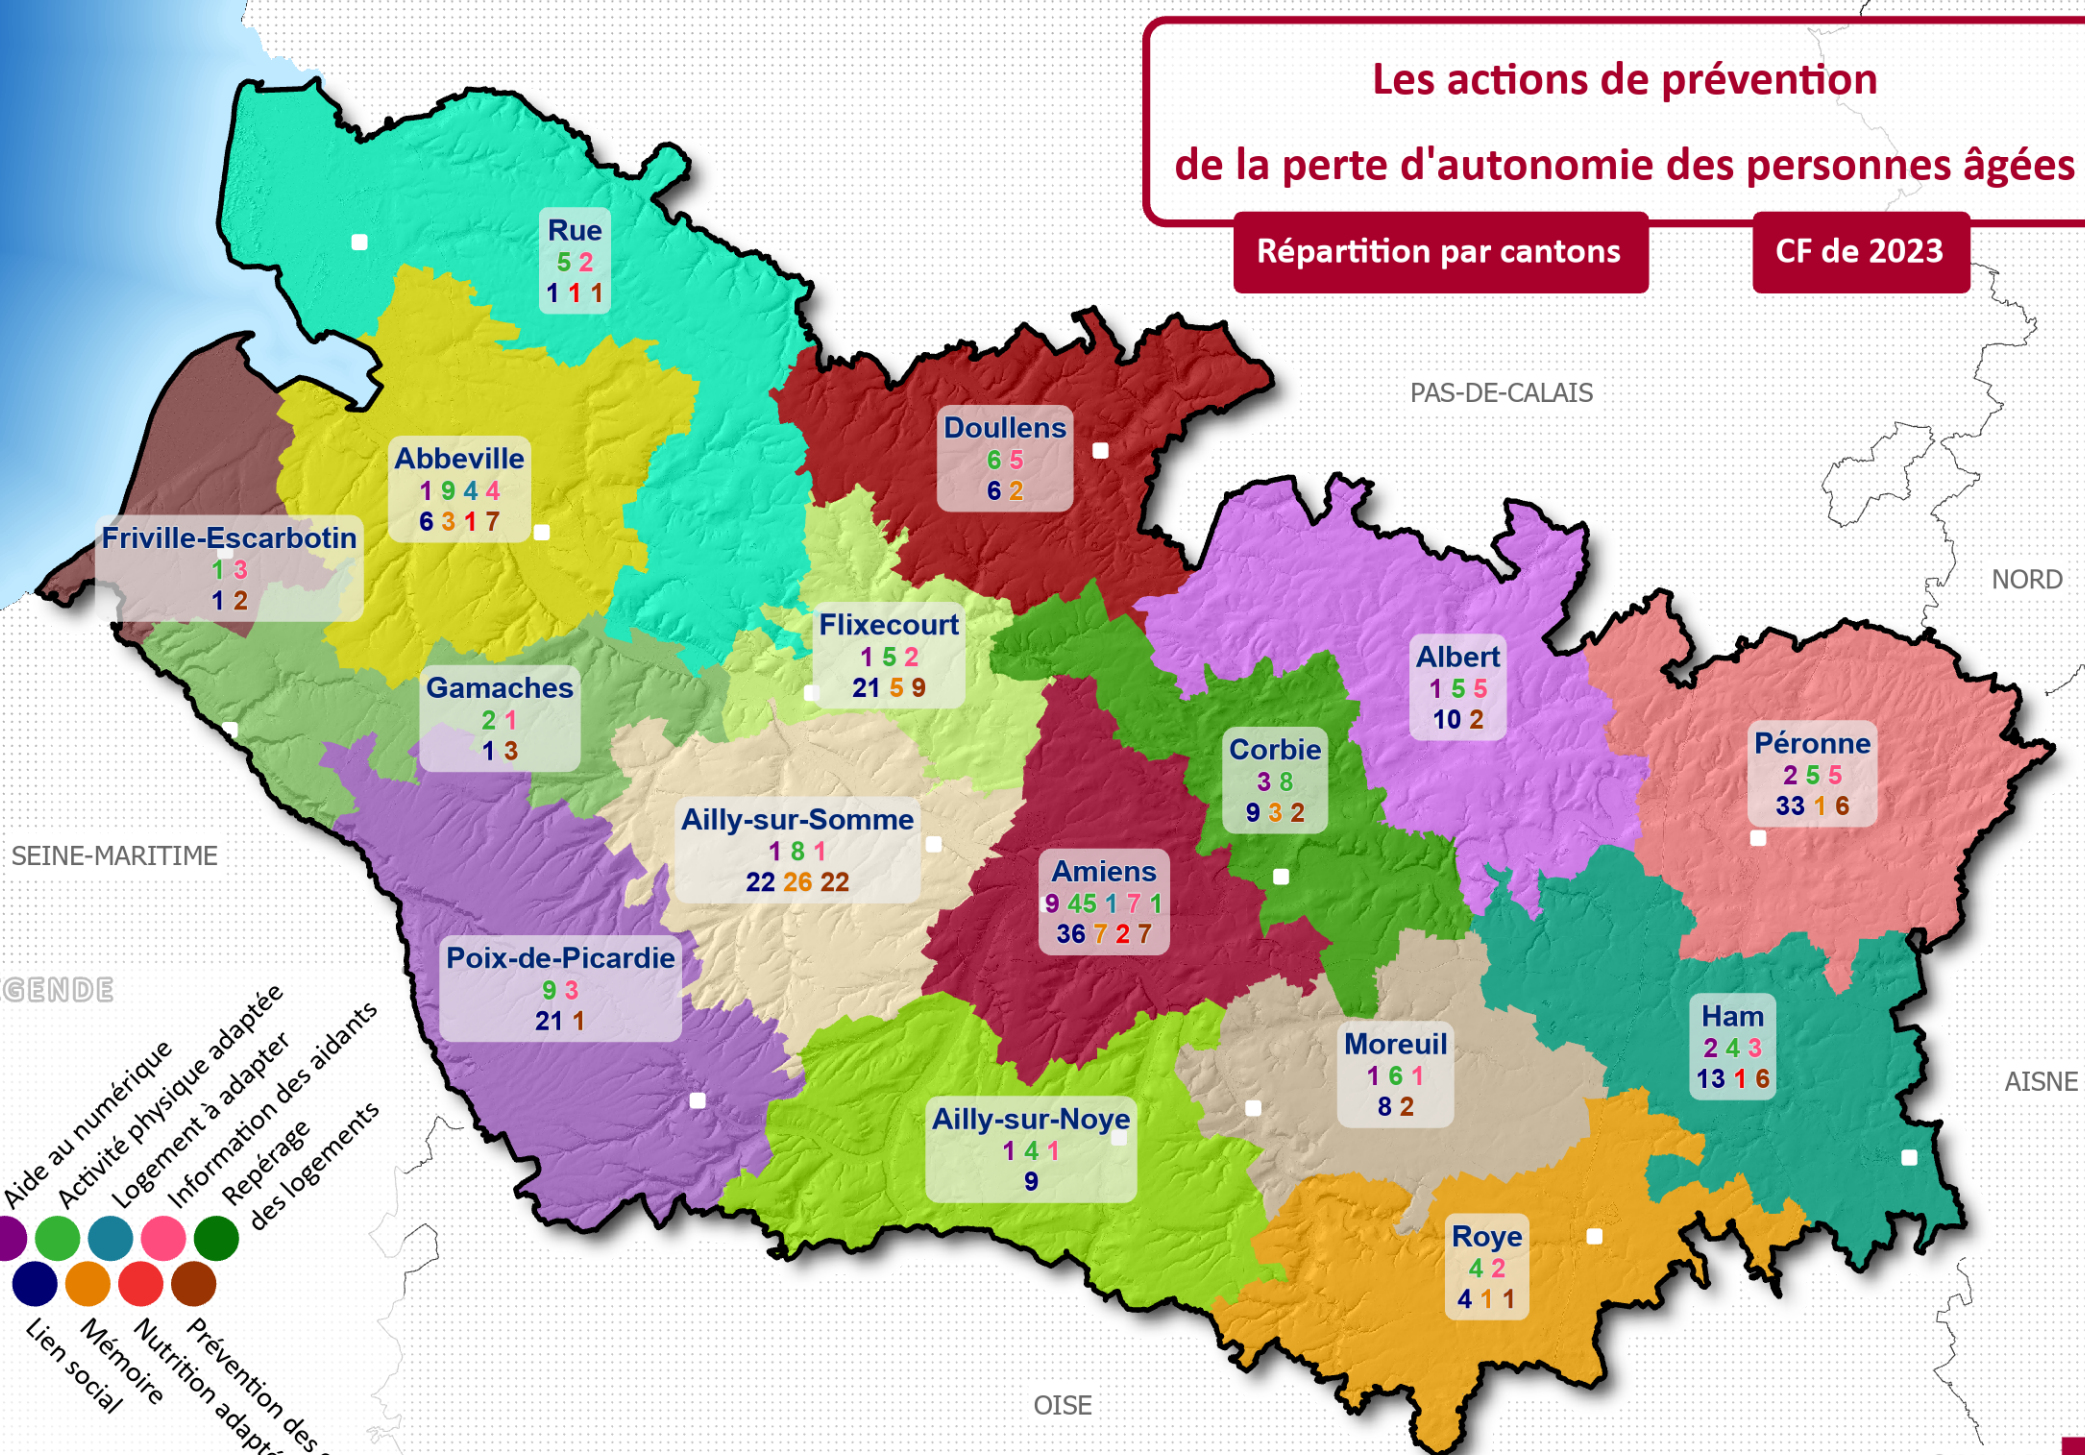 Les actions de prévention
de la perte d'autonomie des personnes âgées
Répartition par cantons
CF de 2023
Rue
5 2
1 1 1
PAS-DE-CALAIS
Doullens
6 5
6 2
Abbeville
1 9 4 4
6 3 1 7
Friville-Escarbotin
1 3
1 2
NORD
Flixecourt
1 5 2
21 5 9
Albert
1 5 5
10 2
Gamaches
2 1
1 3
Péronne
2 5 5
33 1 6
Corbie
3 8
9 3 2
Ailly-sur-Somme
1 8 1
22 26 22
SEINE-MARITIME
Amiens
9 45 1 7 1
36 7 2 7
Poix-de-Picardie
9 3
21 1
Ham
2 4 3
13 1 6
Moreuil
1 6 1
8 2
AISNE
Ailly-sur-Noye
1 4 1
9
Roye
4 2
4 1 1
OISE
GENDE
Aide au numérique
Activité physique adaptée
Logement à adapter
Information des aidants
Repérage
des logements
Lien social
Mémoire
Nutrition adapté
Prévention des